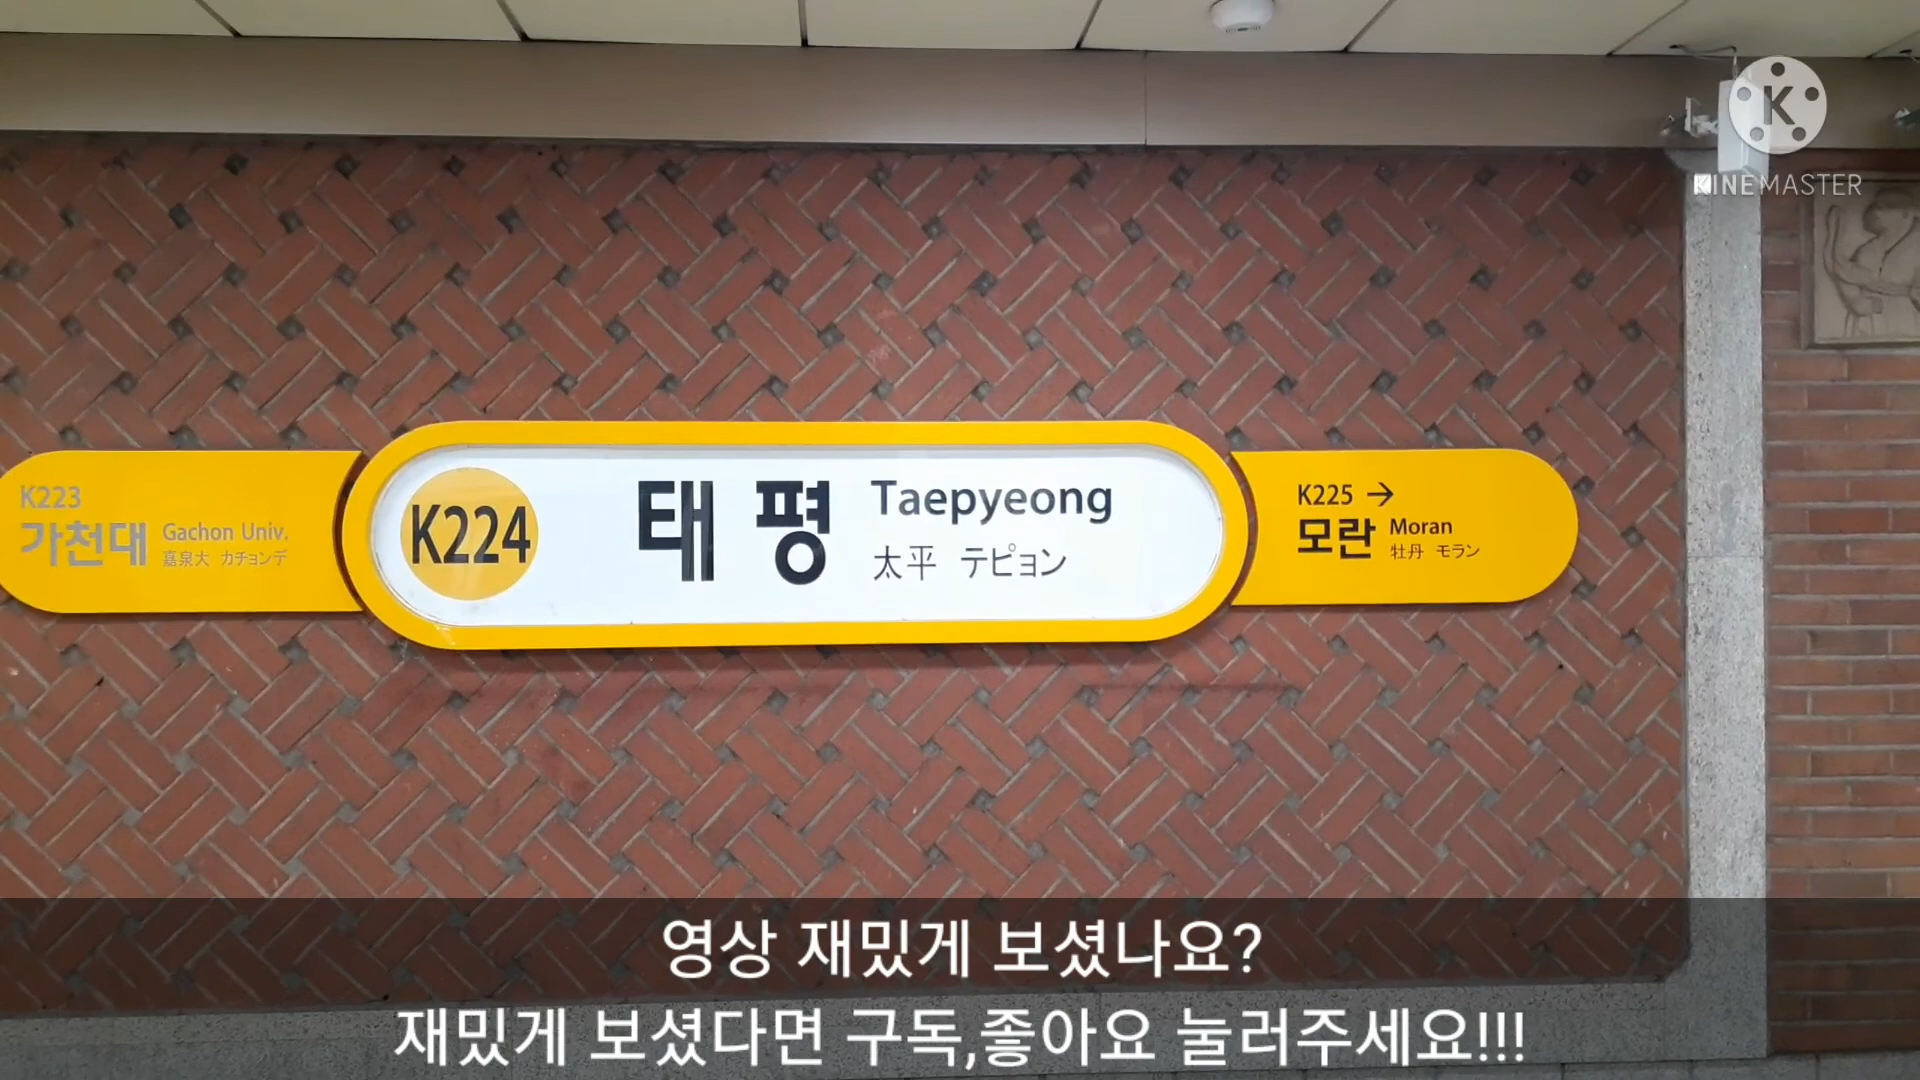 K223
가천대 Gachon Univ.
嘉泉大 カチョンデ
K224
태평
Taepyeong
太平 テピョン
K225 →
모란 Moran
牡丹 モラン
K
KINEMASTER
영상 재밌게 보셨나요?
재밌게 보셨다면 구독,좋아요 눌러주세요!!!